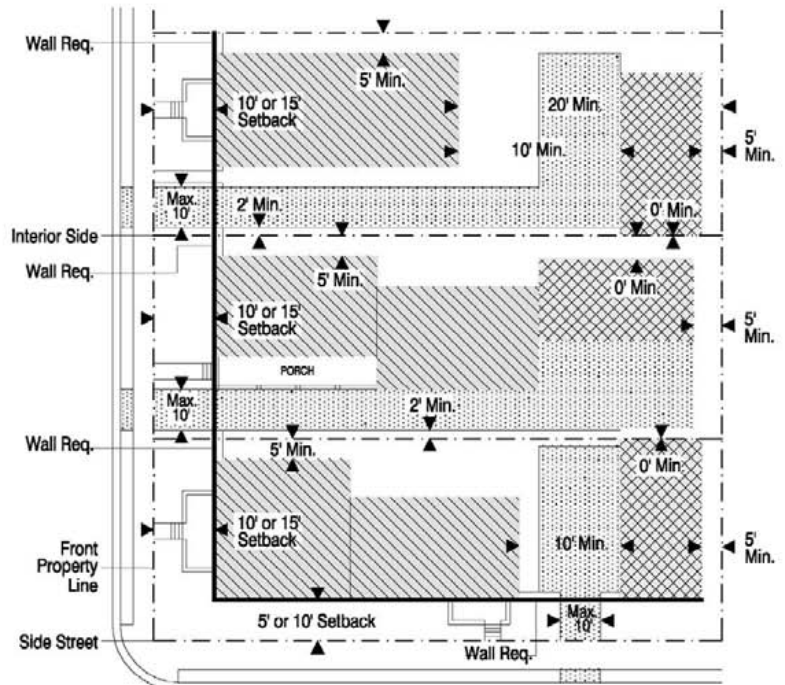 Wall Req.
5' Min.
10' or 15'
Setback
20' Min.
10' Min.
5'
Min.
Max.
10'
2' Min.
0' Min.
Interior Side
Wall Req.
5' Min.
0' Min.
10' or 15'
Setback
5'
Min.
PORCH
Max.
10'
2' Min.
Wall Req.
5' Min.
0' Min.
10' or 15'
Setback
10' Min.
5'
Min.
Front
Property
Line
5' or 10' Setback
Max.
10'
Side Street
Wall Req.